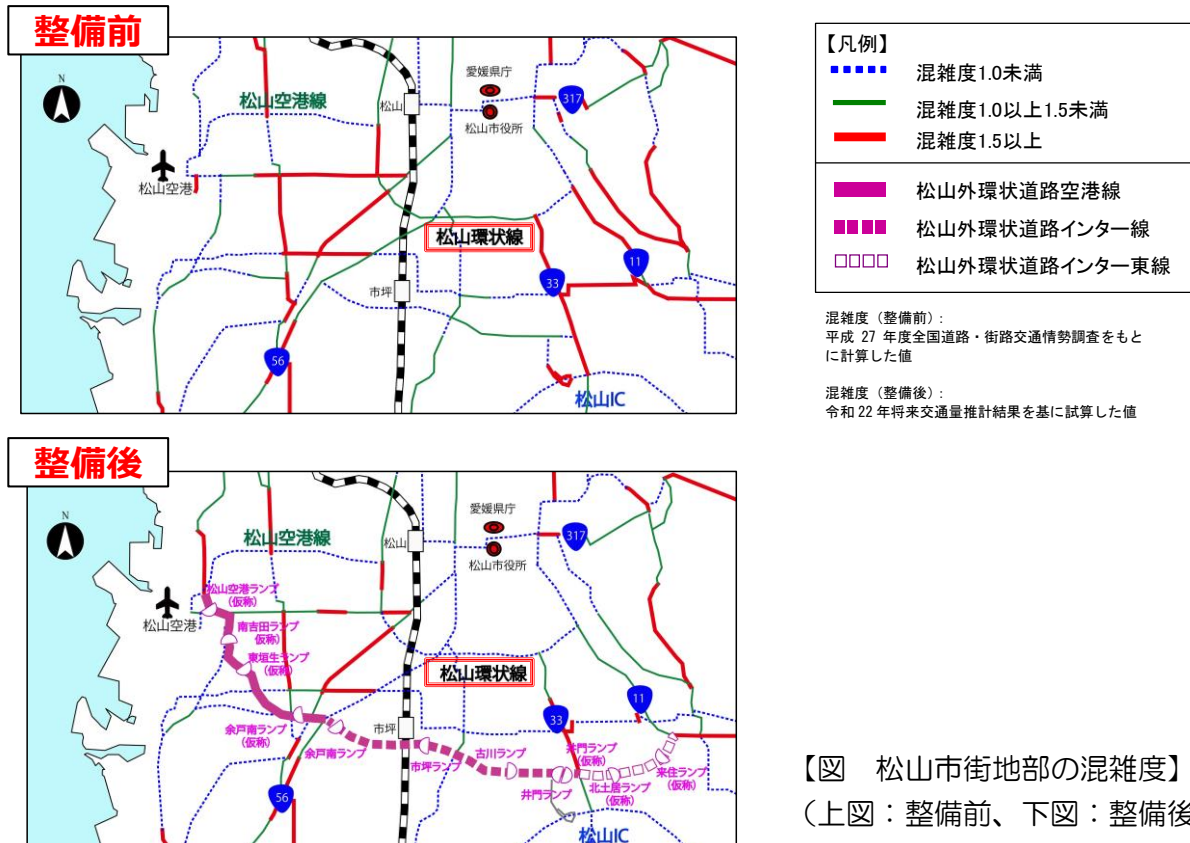 整備前
N
松山空港線
松山
愛媛県庁
松山市役所
317
松山空港
松山環状線
11
33
市坪
56
松山IC
【凡例】
混雑度1.0未満
混雑度1.0以上1.5未満
混雑度1.5以上
松山外環状道路空港線
松山外環状道路インター線
松山外環状道路インター東線
混雑度（整備前）：
平成 27 年度全国道路・街路交通情勢調査をもと
に計算した値
混雑度（整備後）：
令和 22 年将来交通量推計結果を基に試算した値
整備後
N
松山空港線
松山
愛媛県庁
松山市役所
317
松山空港ランプ
（仮称）
松山空港
南吉田ランプ
仮称）
東垣生ランプ
（仮称）
松山環状線
11
33
余戸南ランプ
（仮称）
余戸南ランプ
市坪
市坪ランプ
古川ランプ
井門ランプ
（仮称）
井門ランプ
北土居ランプ
（仮称）
来住ランプ
（仮称）
56
松山IC
【図　松山市街地部の混雑度】
（上図：整備前、下図：整備後